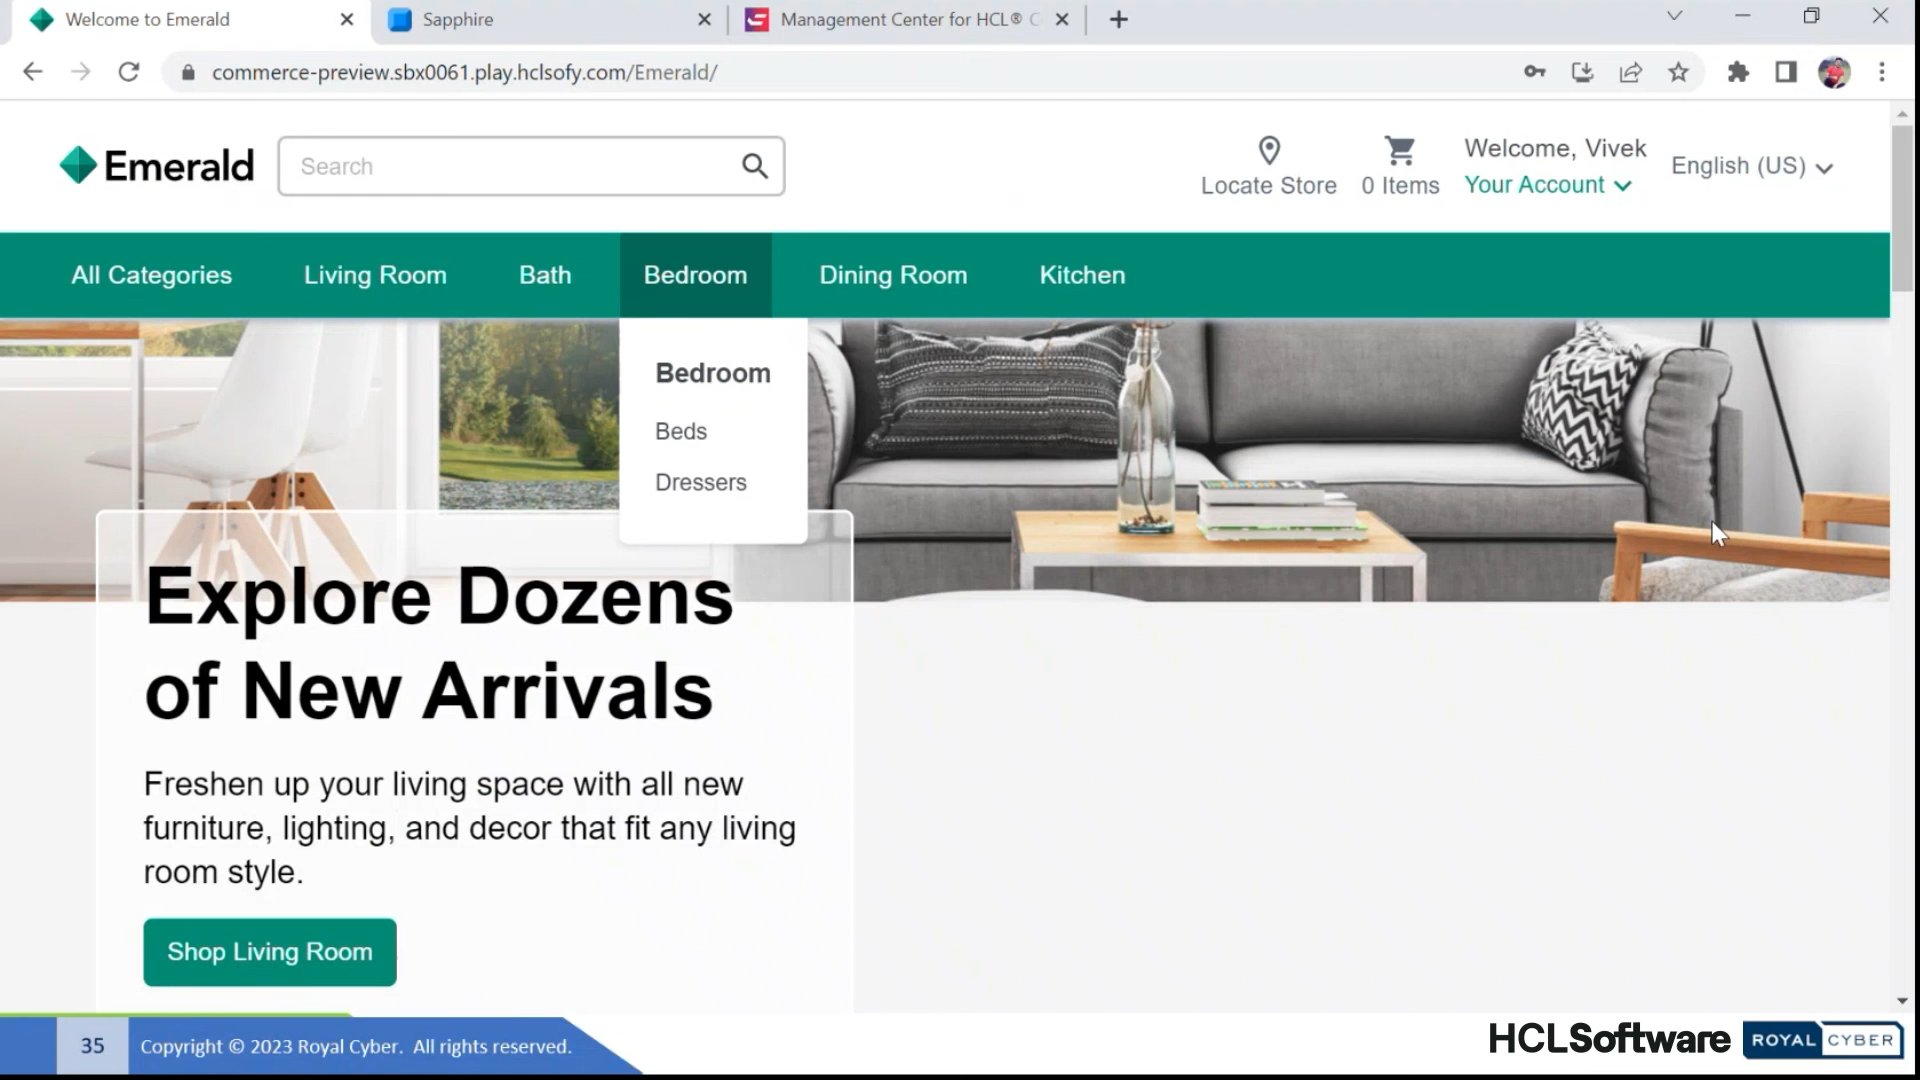 Welcome to Emerald
Sapphire
Management Center for HCL® C
commerce-preview.sbx0061.play.hclsofy.com/Emerald/
Emerald
Search
Locate Store
0 Items
Welcome, Vivek
Your Account
English (US)
All Categories
Living Room
Bath
Bedroom
Dining Room
Kitchen
Bedroom
Beds
Dressers
Explore Dozens
of New Arrivals
Freshen up your living space with all new
furniture, lighting, and decor that fit any living
room style.
Shop Living Room
35
Copyright © 2023 Royal Cyber. All rights reserved.
HCLSoftware
ROYAL CYBER